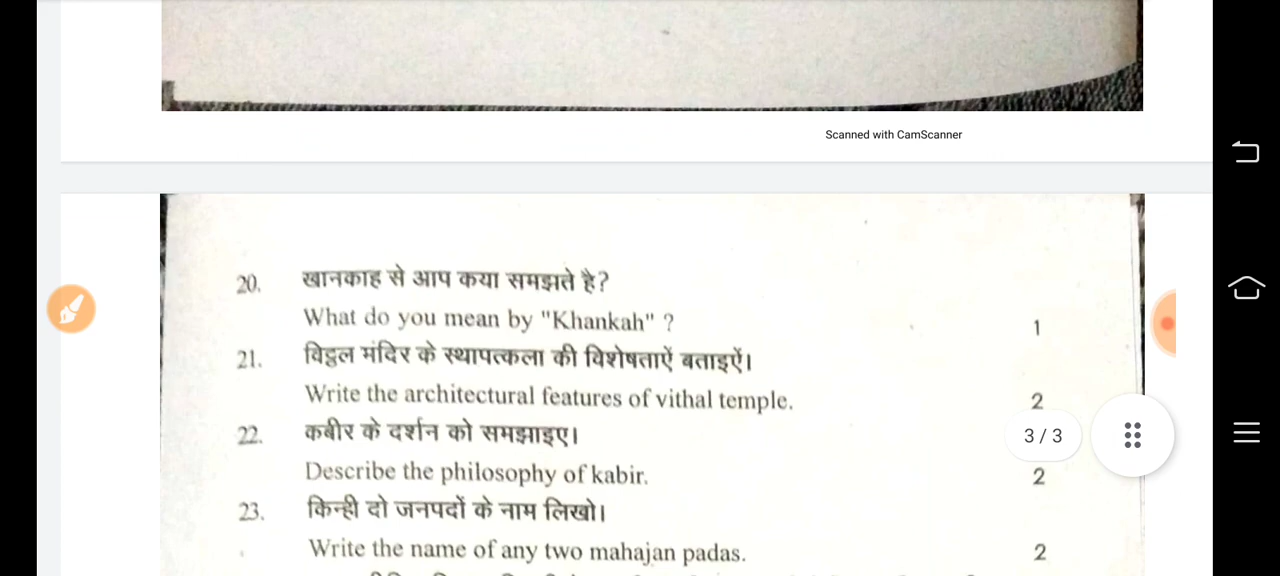 Scanned with CamScanner
20. खानकाह से आप कया समझते है?
What do you mean by "Khankah" ? 1
21. विट्ठल मंदिर के स्थापत्कला की विशेषताऐं बताइऐं।
Write the architectural features of vithal temple. 2
22. कबीर के दर्शन को समझाइए।
3 / 3
Describe the philosophy of kabir. 2
23. किन्ही दो जनपदों के नाम लिखो।
Write the name of any two mahajan padas. 2